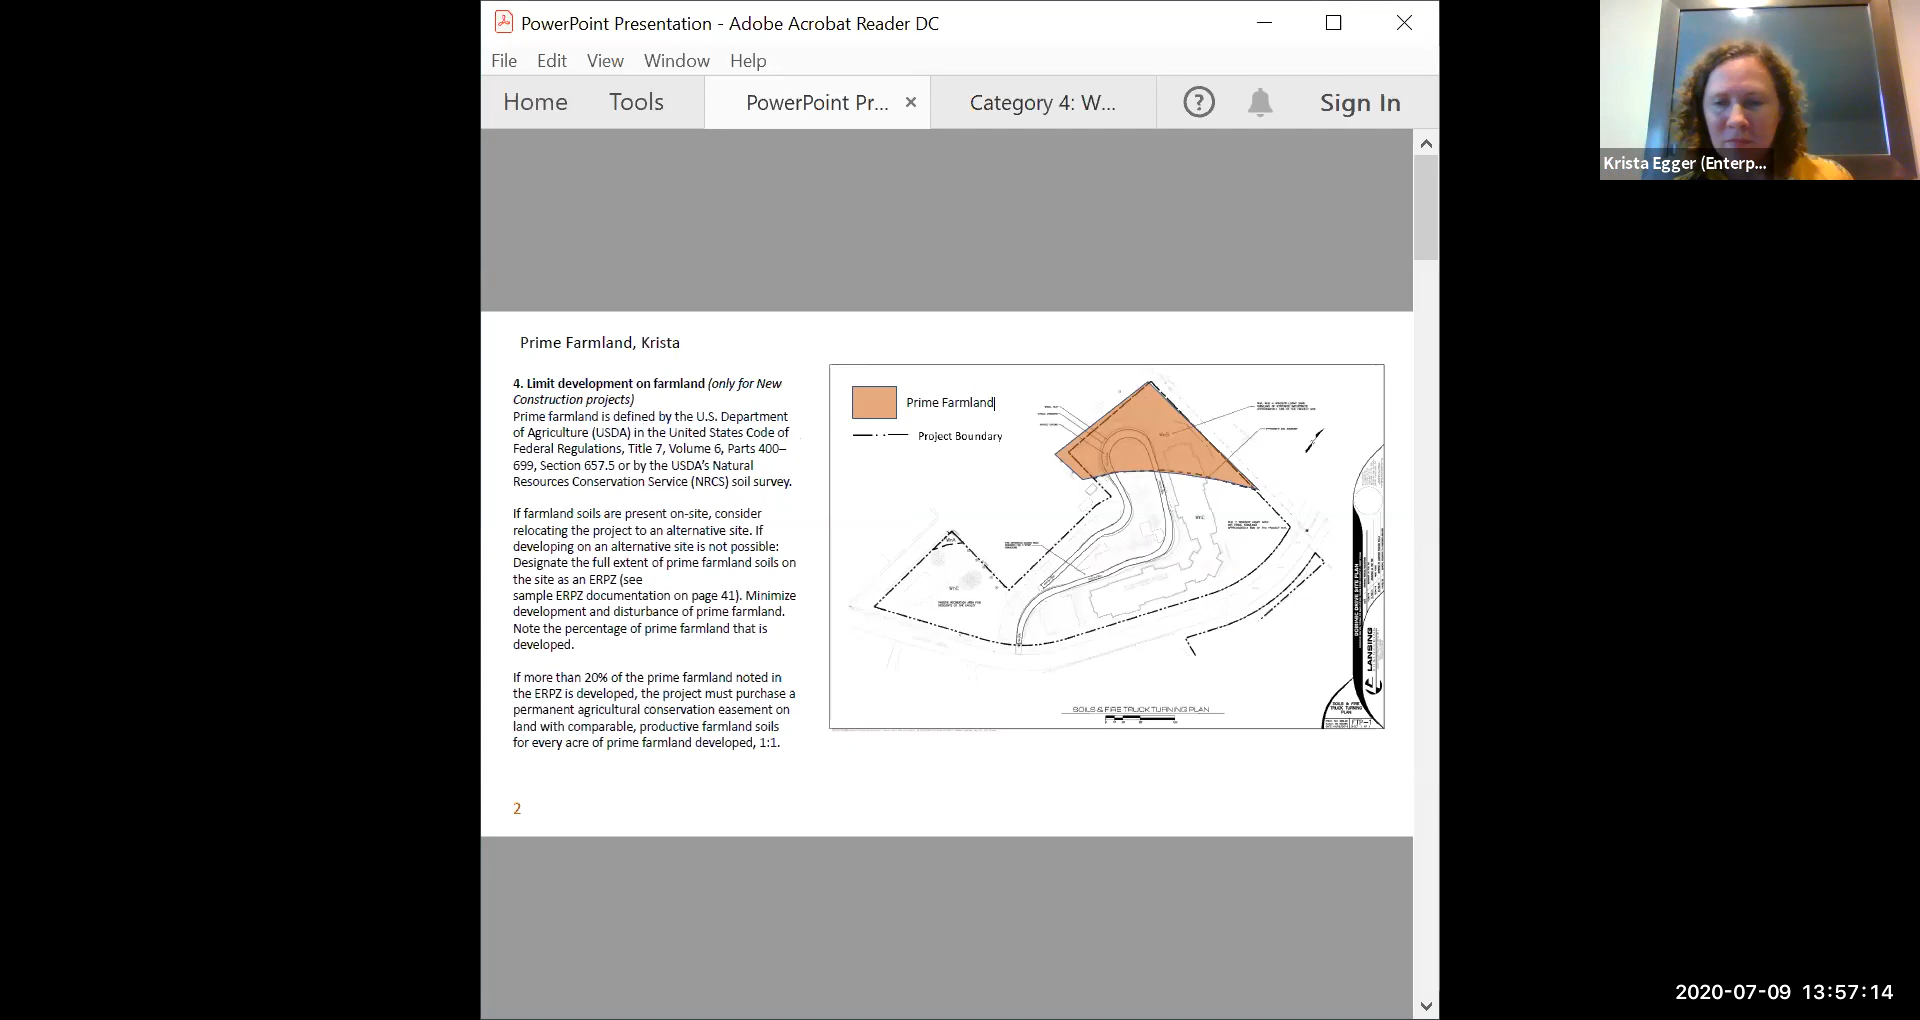 PowerPoint Presentation - Adobe Acrobat Reader DC
File Edit View Window Help
Home Tools PowerPoint Pr... × Category 4: W... ? Sign In
Krista Egger (Enterp...
Prime Farmland, Krista
4. Limit development on farmland (only for New
Construction projects)
Prime farmland is defined by the U.S. Department
of Agriculture (USDA) in the United States Code of
Federal Regulations, Title 7, Volume 6, Parts 400–
699, Section 657.5 or by the USDA's Natural
Resources Conservation Service (NRCS) soil survey.
If farmland soils are present on-site, consider
relocating the project to an alternative site. If
developing on an alternative site is not possible:
Designate the full extent of prime farmland soils on
the site as an ERPZ (see
sample ERPZ documentation on page 41). Minimize
development and disturbance of prime farmland.
Note the percentage of prime farmland that is
developed.
If more than 20% of the prime farmland noted in
the ERPZ is developed, the project must purchase a
permanent agricultural conservation easement on
land with comparable, productive farmland soils
for every acre of prime farmland developed, 1:1.
2
Prime Farmland
Project Boundary
SOILS & FIRE TRUCK TURNING PLAN
LANSING
SOILS & FIRE
TRUCK TURNING
PLAN
2020-07-09 13:57:14